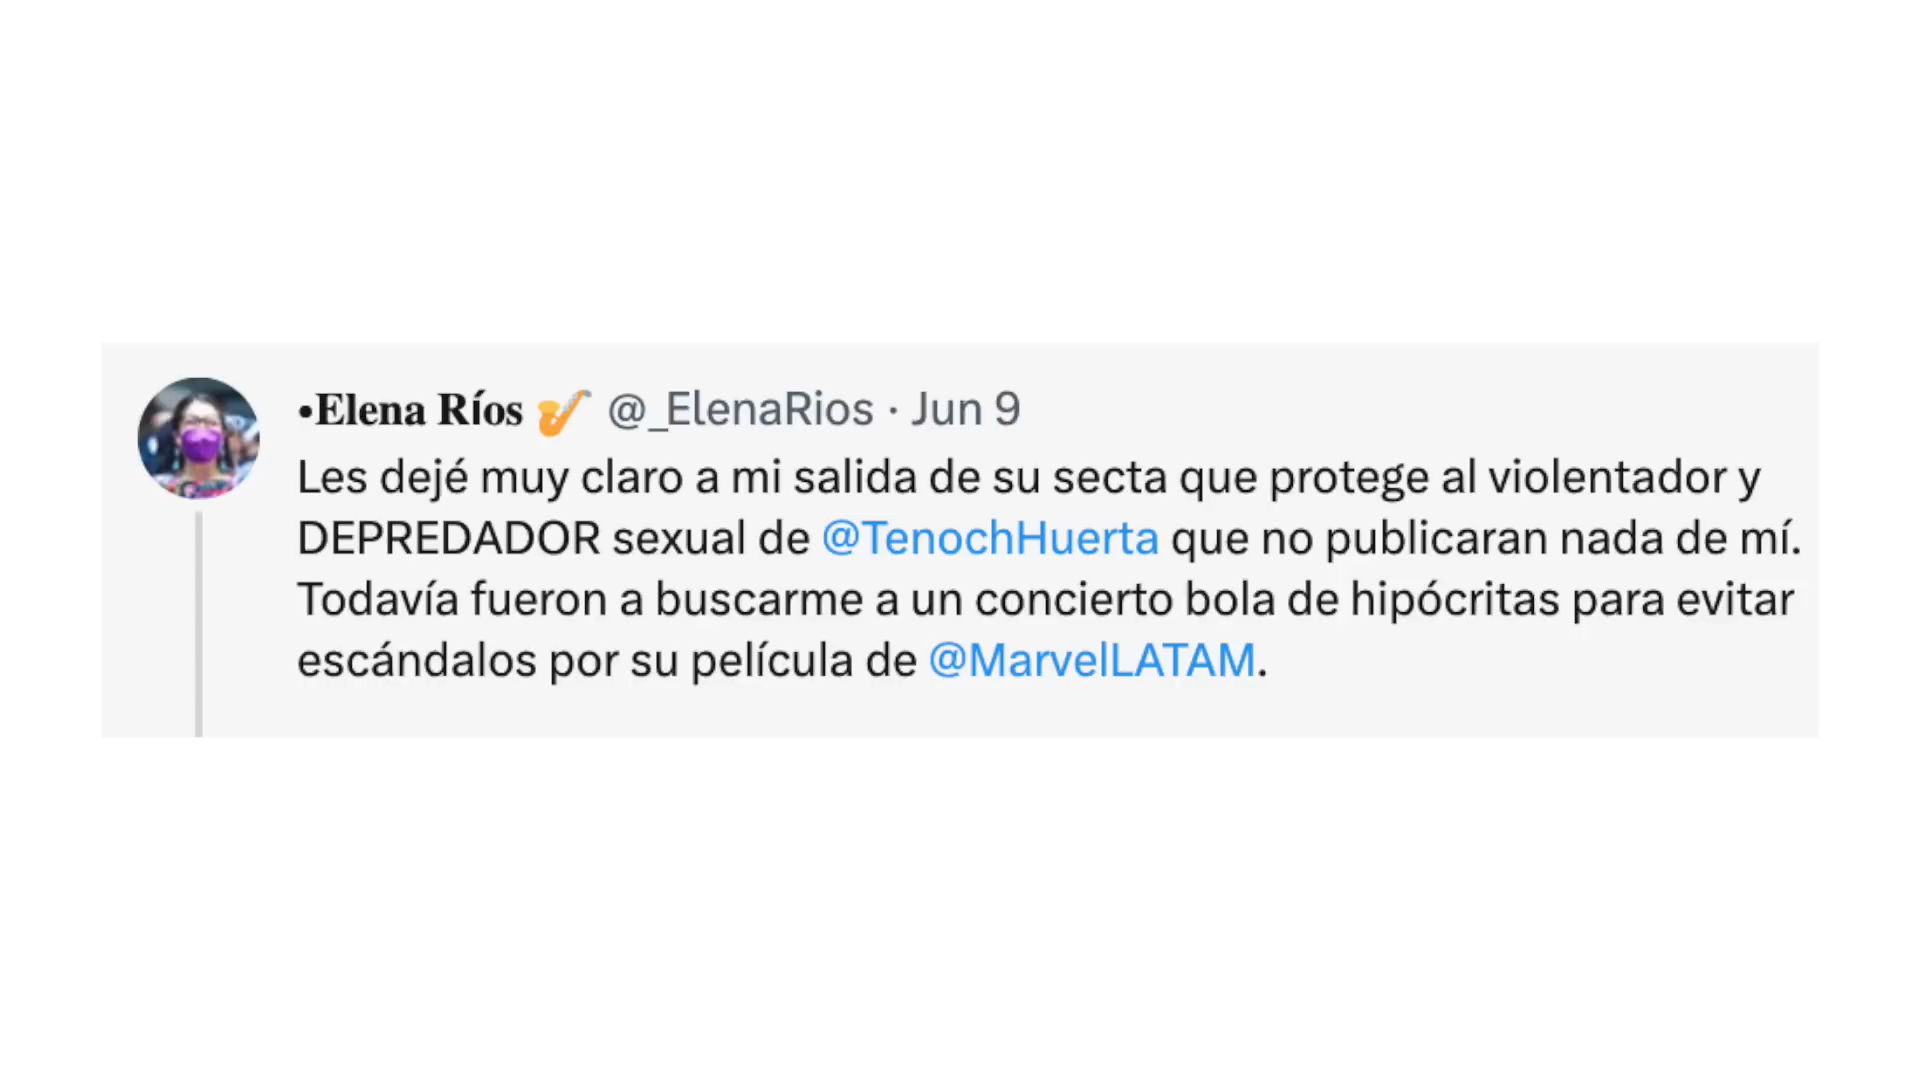 •Elena Ríos 🎷 @_ElenaRios · Jun 9
Les dejé muy claro a mi salida de su secta que protege al violentador y
DEPREDADOR sexual de @TenochHuerta que no publicaran nada de mí.
Todavía fueron a buscarme a un concierto bola de hipócritas para evitar
escándalos por su película de @MarvelLATAM.